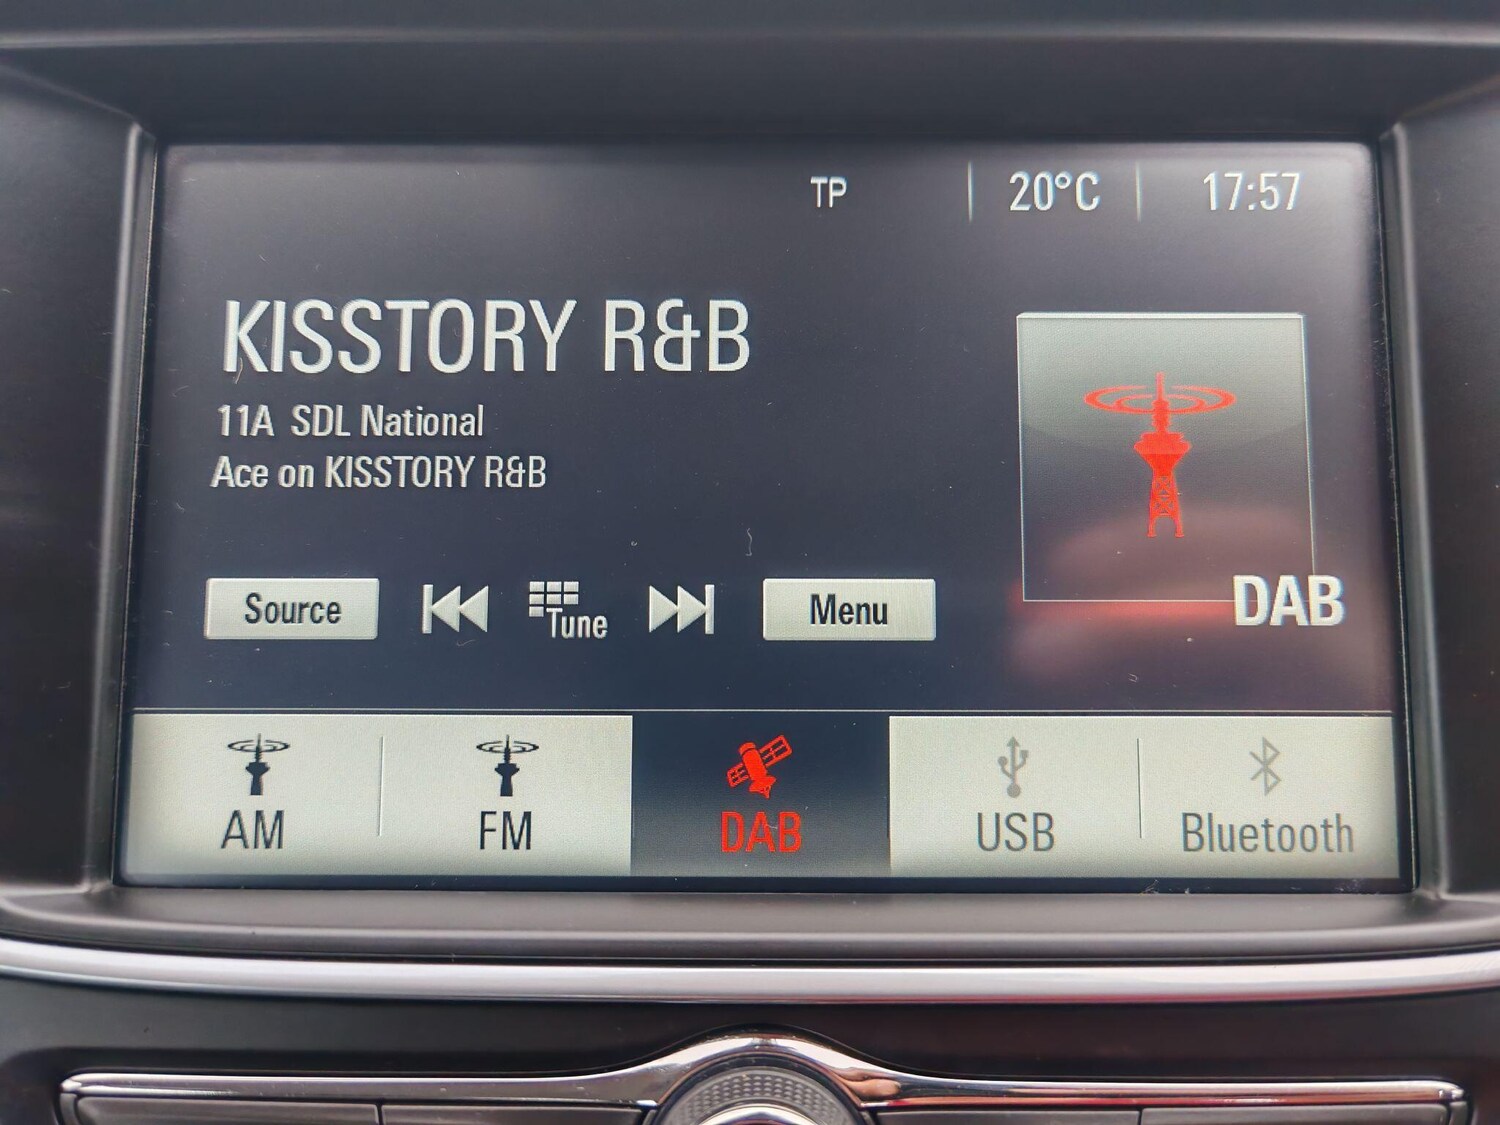 TP 20°C 17:57
KISSTORY R&B
11A SDL National
Ace on KISSTORY R&B
DAB
Source Tune Menu
AM FM DAB USB Bluetooth